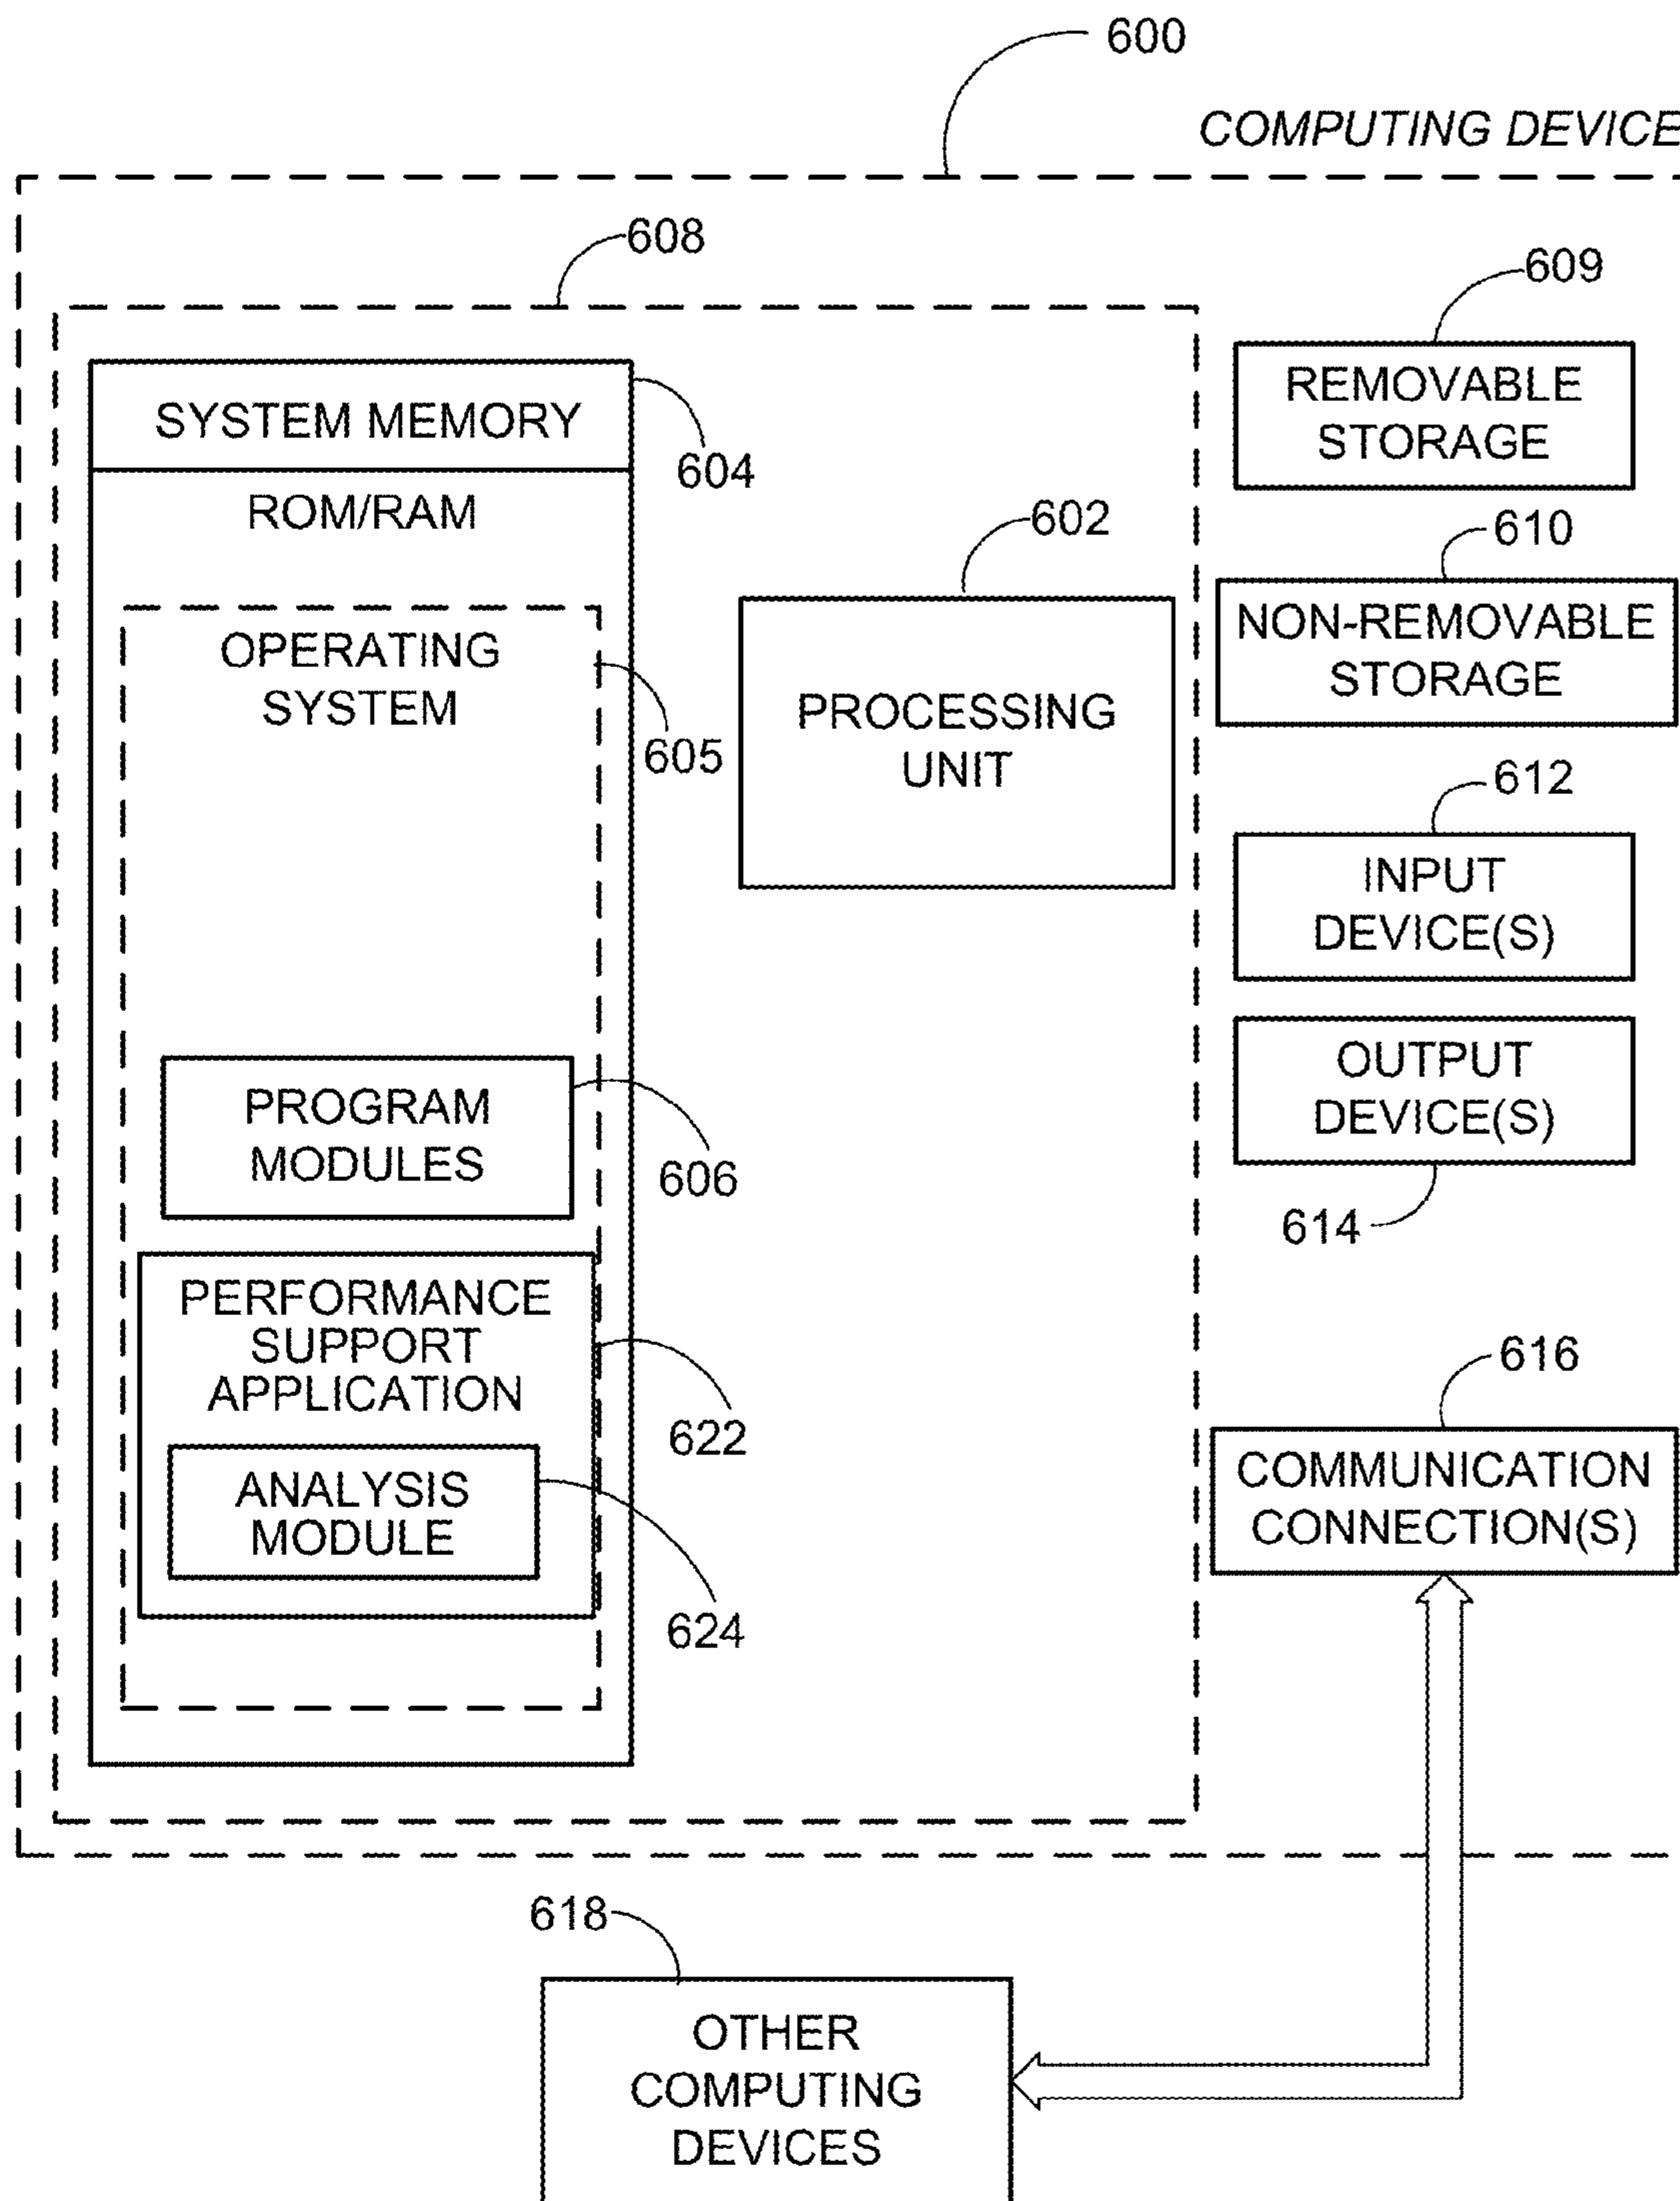 600
COMPUTING DEVICE
608
609
SYSTEM MEMORY
604
ROM/RAM
REMOVABLE
STORAGE
602
610
OPERATING
SYSTEM
605
PROCESSING
UNIT
NON-REMOVABLE
STORAGE
612
INPUT
DEVICE(S)
OUTPUT
DEVICE(S)
614
PROGRAM
MODULES
606
PERFORMANCE
SUPPORT
APPLICATION
622
ANALYSIS
MODULE
624
616
COMMUNICATION
CONNECTION(S)
618
OTHER
COMPUTING
DEVICES